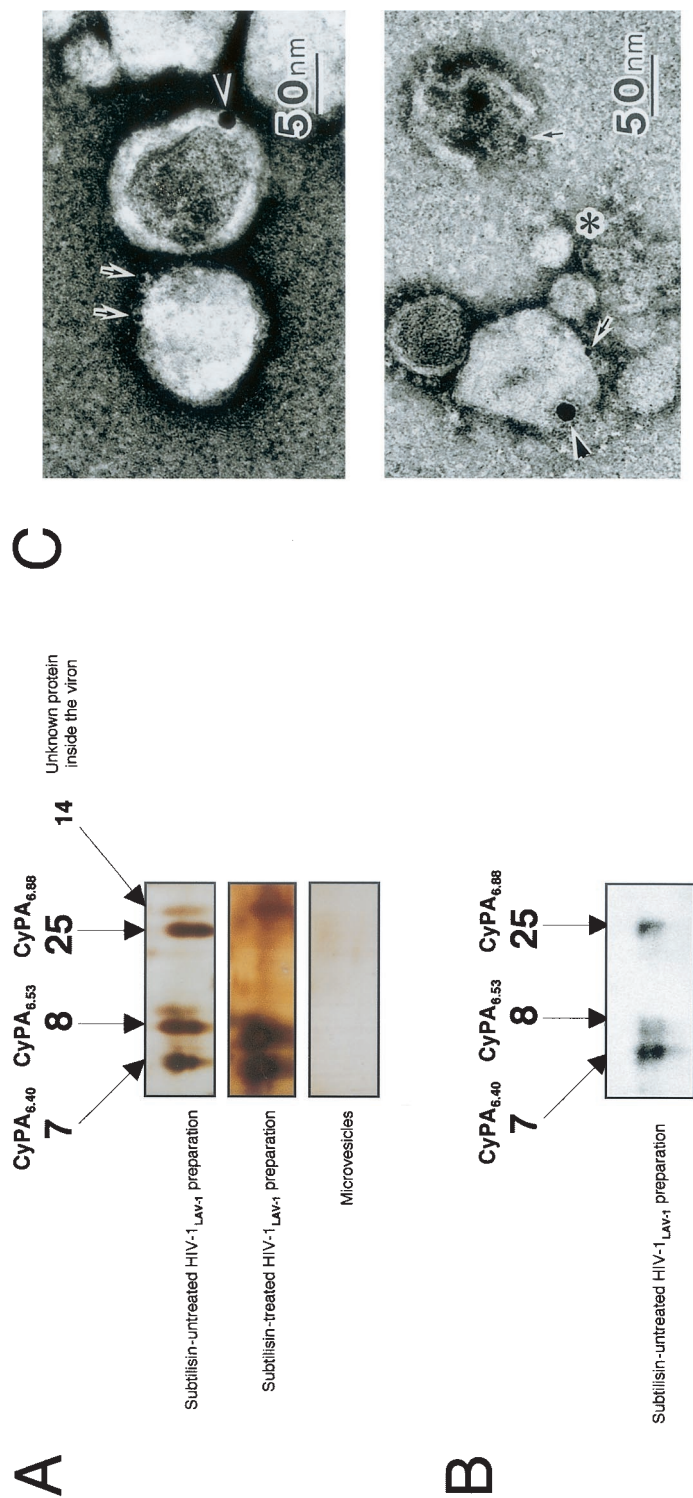 A
CyPA6.40 CyPA6.53 CyPA6.88
7 8 25 14 Unknown protein
inside the viron
Subtilisin-untreated HIV-1LAV-1 preparation
Subtilisin-treated HIV-1LAV-1 preparation
Microvesicles
B
CyPA6.40 CyPA6.53 CyPA6.88
7 8 25
Subtilisin-untreated HIV-1LAV-1 preparation
C
50nm
*
50nm